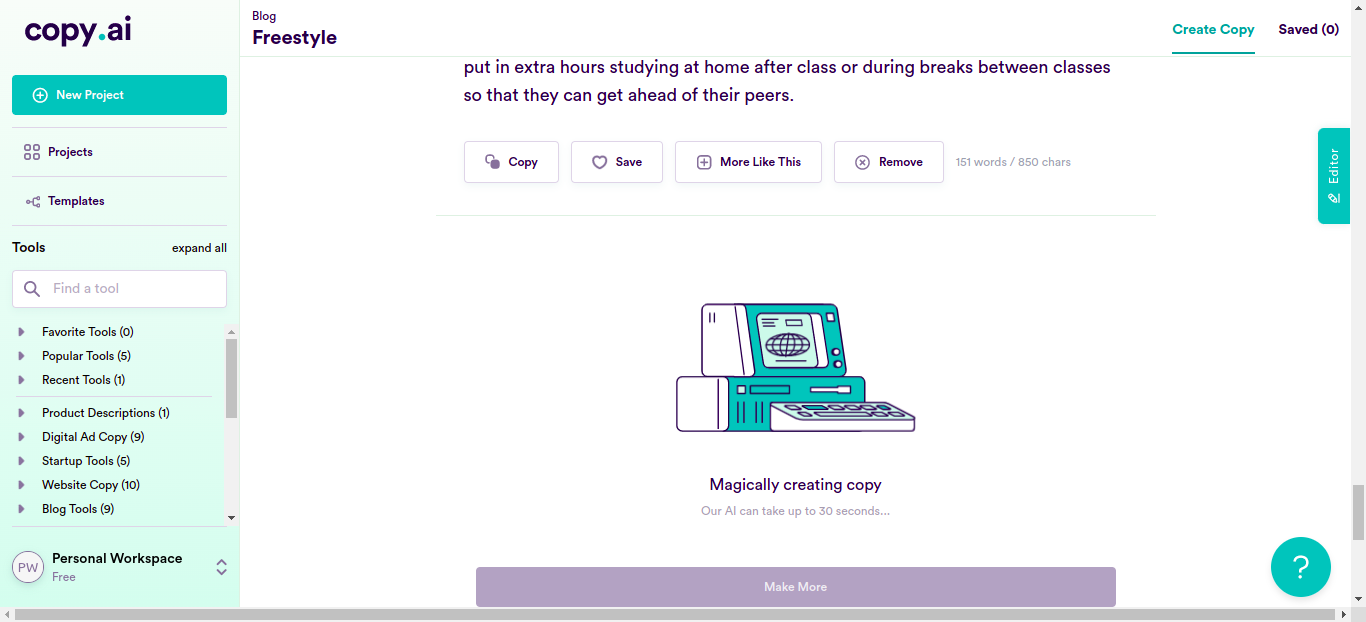 copy.ai
New Project
Projects
Templates
Tools
expand all
Find a tool
Favorite Tools (0)
Popular Tools (5)
Recent Tools (1)
Product Descriptions (1)
Digital Ad Copy (9)
Startup Tools (5)
Website Copy (10)
Blog Tools (9)
PW
Personal Workspace
Free
Blog
Freestyle
Create Copy
Saved (0)
put in extra hours studying at home after class or during breaks between classes
so that they can get ahead of their peers.
Copy
Save
More Like This
Remove
151 words / 850 chars
Editor
Magically creating copy
Our AI can take up to 30 seconds...
Make More
?